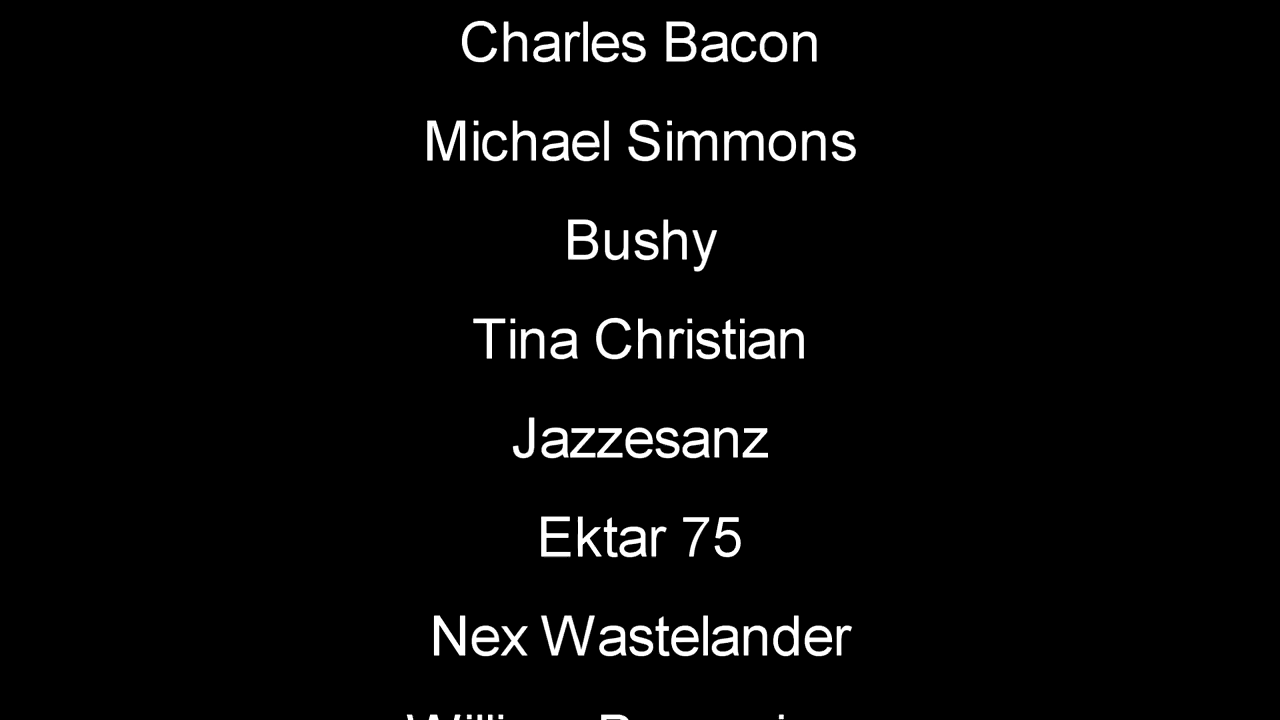 Charles Bacon
Michael Simmons
Bushy
Tina Christian
Jazzesanz
Ektar 75
Nex Wastelander